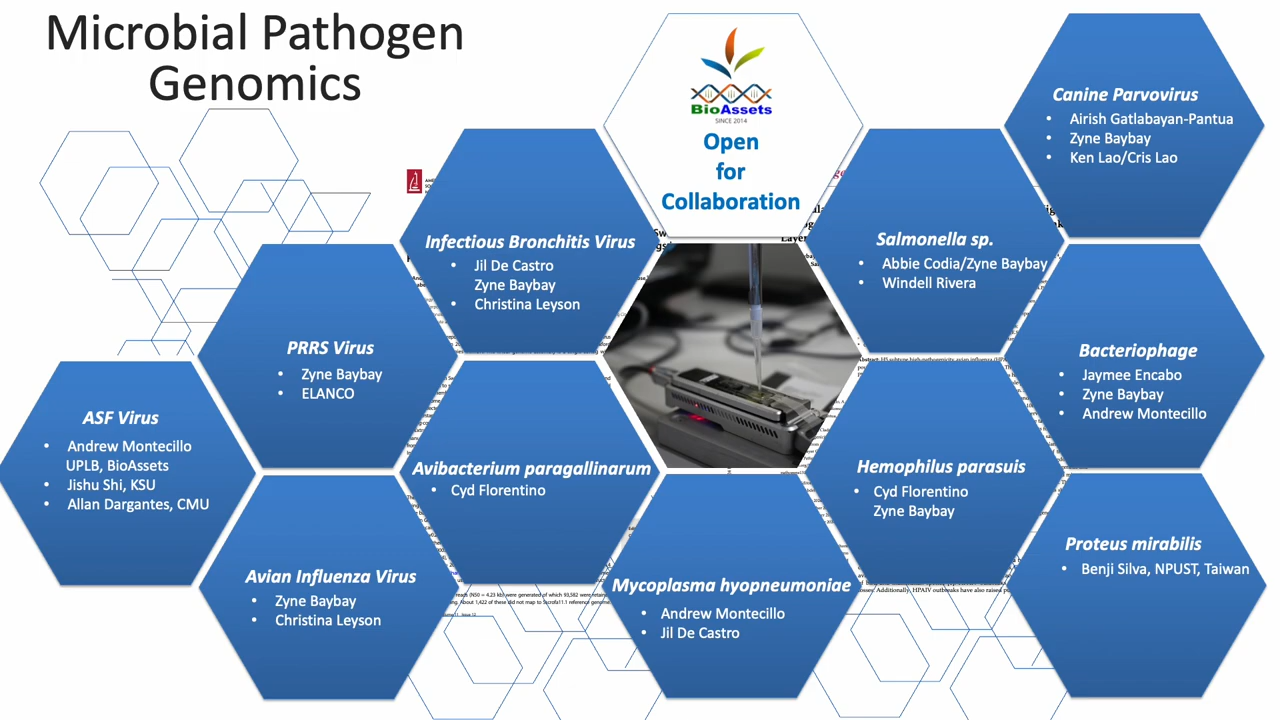 Microbial Pathogen
Genomics
BioAssets
SINCE 2014
Open
for
Collaboration
Canine Parvovirus
• Airish Gatlabayan-Pantua
• Zyne Baybay
• Ken Lao/Cris Lao
Infectious Bronchitis Virus
• Jil De Castro
Zyne Baybay
• Christina Leyson
Salmonella sp.
• Abbie Codia/Zyne Baybay
• Windell Rivera
PRRS Virus
• Zyne Baybay
• ELANCO
Bacteriophage
• Jaymee Encabo
• Zyne Baybay
• Andrew Montecillo
ASF Virus
• Andrew Montecillo
UPLB, BioAssets
• Jishu Shi, KSU
• Allan Dargantes, CMU
Avibacterium paragallinarum
• Cyd Florentino
Hemophilus parasuis
• Cyd Florentino
Zyne Baybay
Avian Influenza Virus
• Zyne Baybay
• Christina Leyson
Mycoplasma hyopneumoniae
• Andrew Montecillo
• Jil De Castro
Proteus mirabilis
• Benji Silva, NPUST, Taiwan